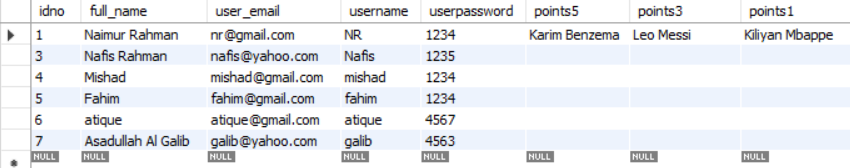 idno full_name user_email username userpassword points5 points3 points1
1 Naimur Rahman nr@gmail.com NR 1234 Karim Benzema Leo Messi Kiliyan Mbappe
3 Nafis Rahman nafis@yahoo.com Nafis 1235
4 Mishad mishad@gmail.com mishad 1234
5 Fahim fahim@gmail.com fahim 1234
6 atique atique@gmail.com atique 4567
7 Asadullah Al Galib galib@yahoo.com galib 4563
NULL NULL NULL NULL NULL NULL NULL NULL